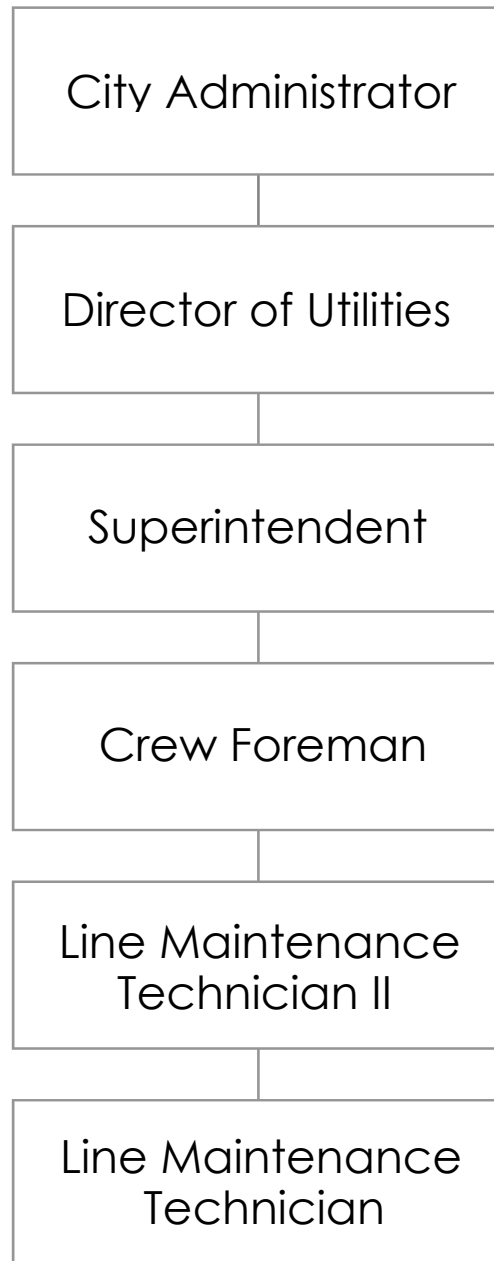 City Administrator
Director of Utilities
Superintendent
Crew Foreman
Line Maintenance
Technician II
Line Maintenance
Technician